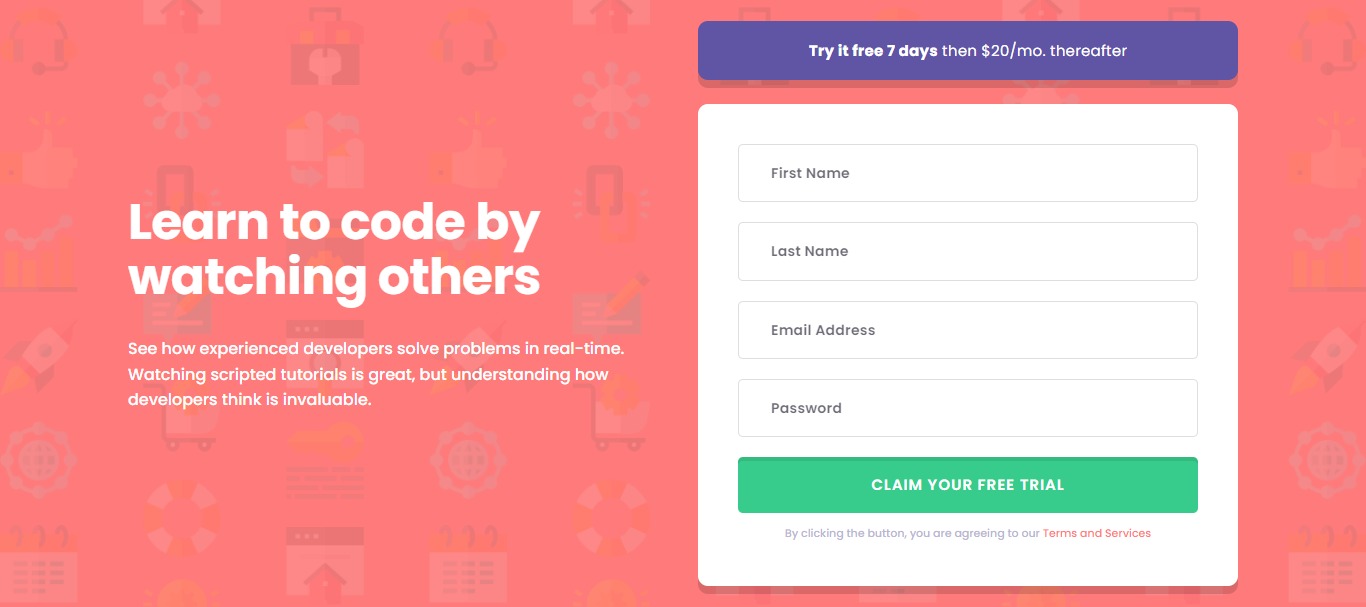 Learn to code by
watching others
See how experienced developers solve problems in real-time.
Watching scripted tutorials is great, but understanding how
developers think is invaluable.
Try it free 7 days then $20/mo. thereafter
First Name
Last Name
Email Address
Password
CLAIM YOUR FREE TRIAL
By clicking the button, you are agreeing to our Terms and Services